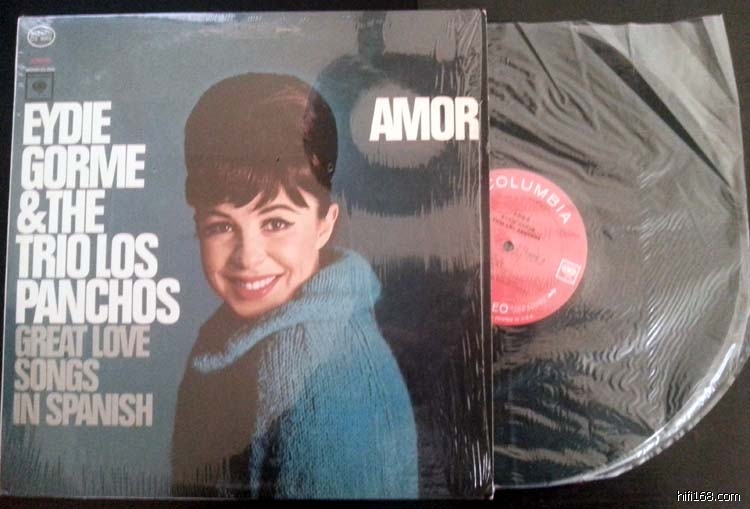 EYDIE
GORME
& THE
TRIO LOS
PANCHOS
GREAT LOVE
SONGS
IN SPANISH
AMOR
COLUMBIA
hifi168.com